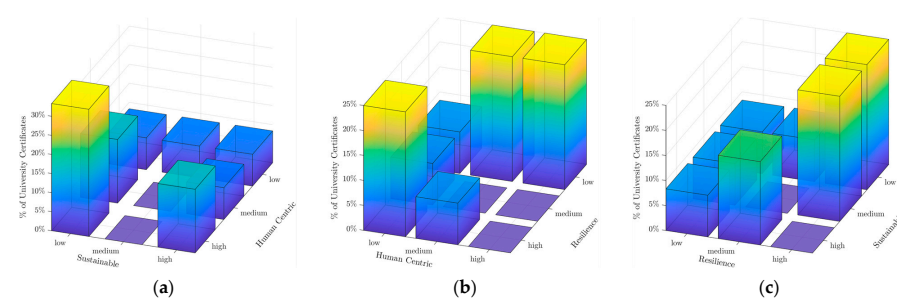 30%
25%
20%
15%
10%
5%
0%
% of University Certificates
low
medium
high
Sustainable
low
medium
high
Human Centric
(a)
25%
20%
15%
10%
5%
0%
% of University Certificates
low
medium
high
Human Centric
low
medium
high
Resilience
(b)
25%
20%
15%
10%
5%
0%
% of University Certificates
low
medium
high
Resilience
low
medium
high
Sustaina
(c)